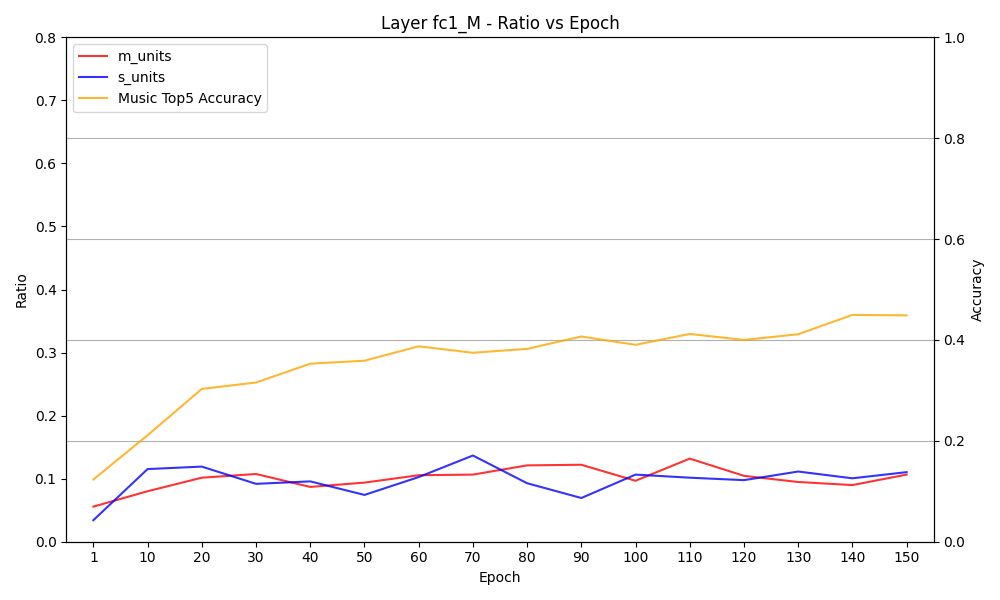 Layer fc1_M - Ratio vs Epoch
m_units
s_units
Music Top5 Accuracy
Ratio
0.8
0.7
0.6
0.5
0.4
0.3
0.2
0.1
0.0
1.0
0.8
0.6
0.4
0.2
0.0
Accuracy
1 10 20 30 40 50 60 70 80 90 100 110 120 130 140 150
Epoch